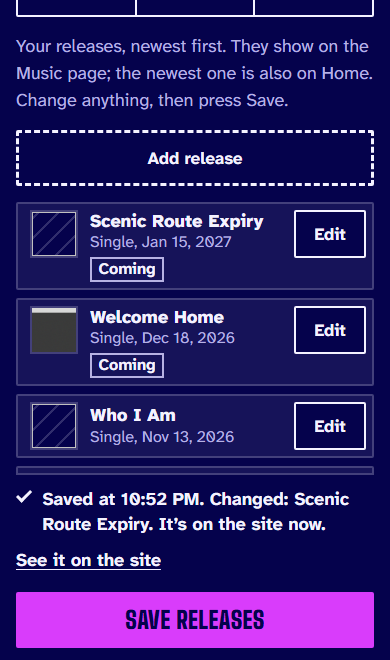 Your releases, newest first. They show on the
Music page; the newest one is also on Home.
Change anything, then press Save.
Add release
Scenic Route Expiry
Single, Jan 15, 2027
Coming
Edit
Welcome Home
Single, Dec 18, 2026
Coming
Edit
Who I Am
Single, Nov 13, 2026
Edit
Saved at 10:52 PM. Changed: Scenic
Route Expiry. It’s on the site now.
See it on the site
SAVE RELEASES